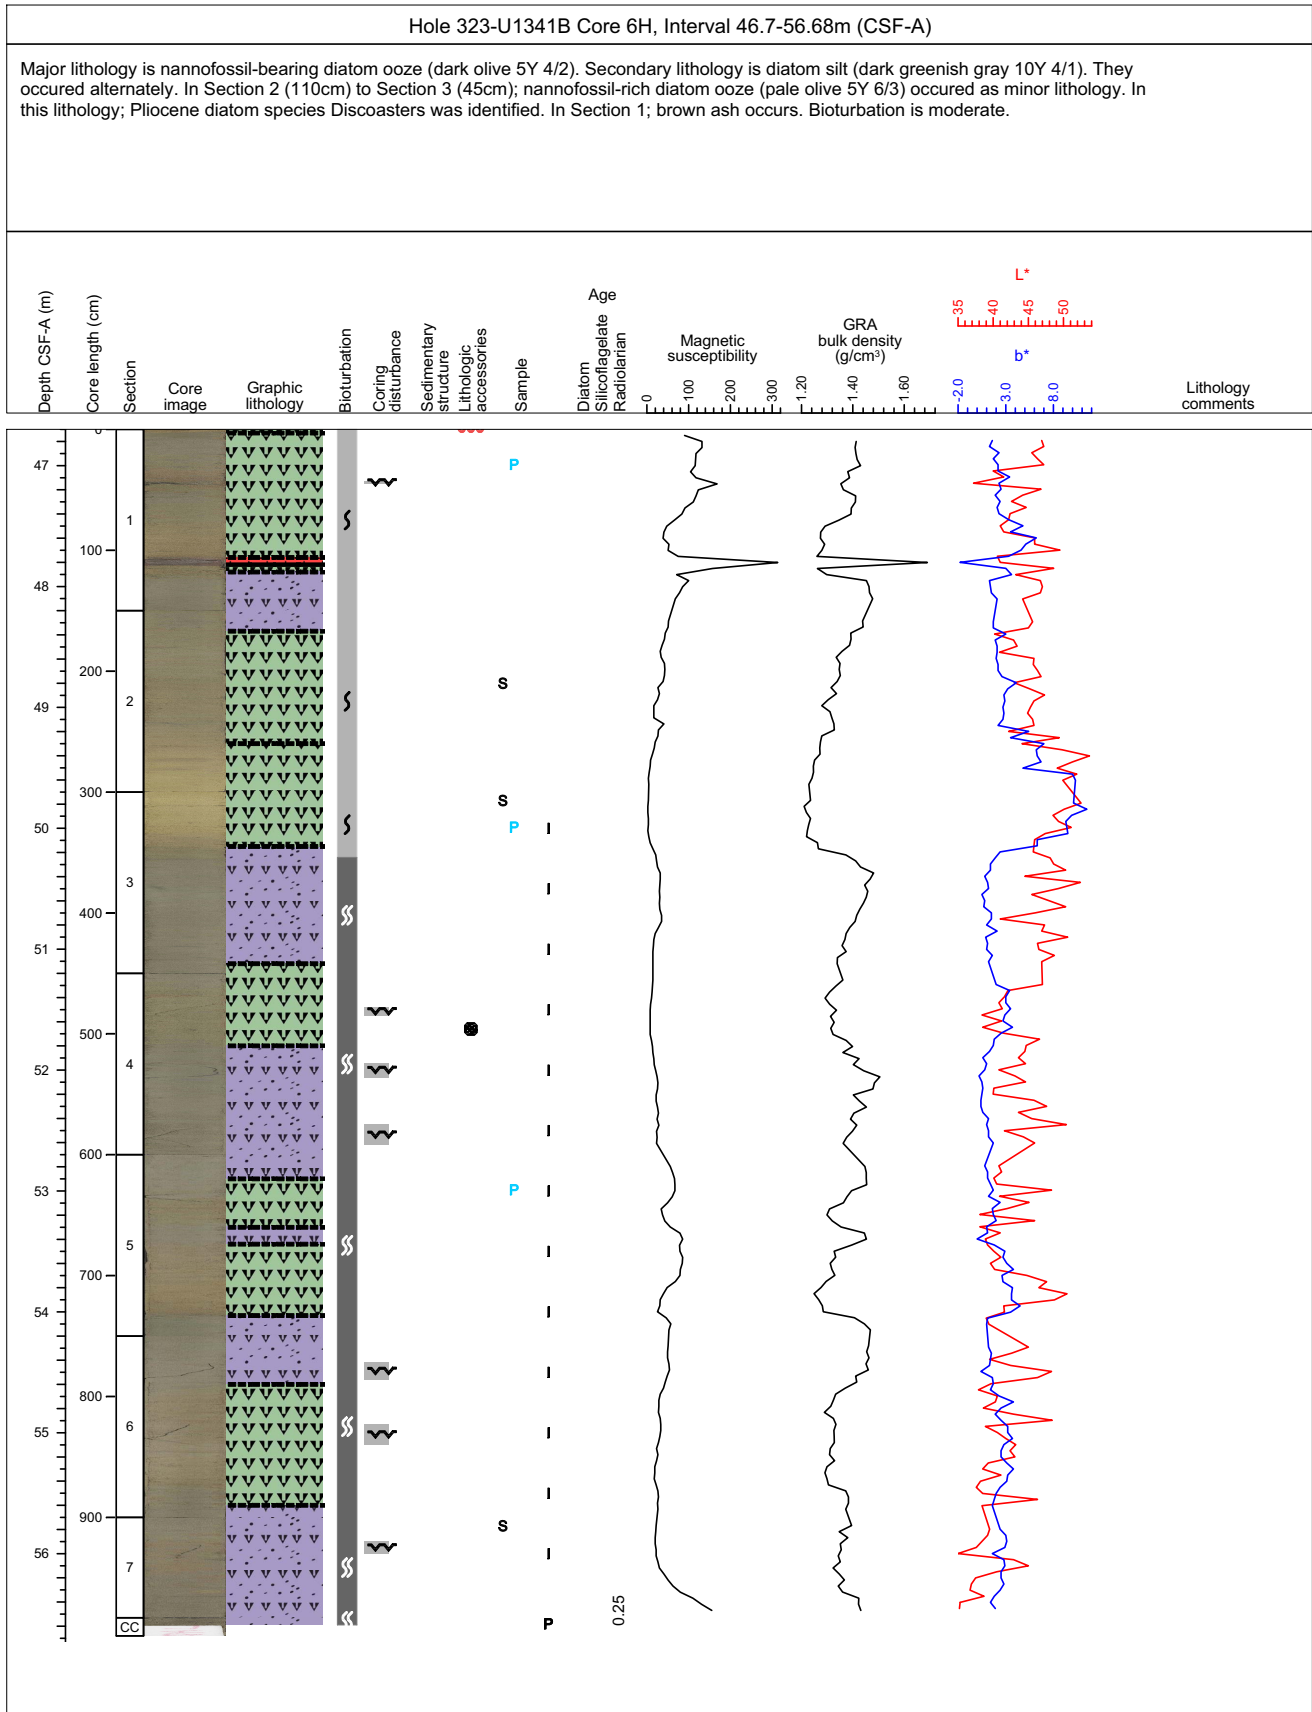 Hole 323-U1341B Core 6H, Interval 46.7-56.68m (CSF-A)
Major lithology is nannofossil-bearing diatom ooze (dark olive 5Y 4/2). Secondary lithology is diatom silt (dark greenish gray 10Y 4/1). They
occured alternately. In Section 2 (110cm) to Section 3 (45cm); nannofossil-rich diatom ooze (pale olive 5Y 6/3) occured as minor lithology. In
this lithology; Pliocene diatom species Discoasters was identified. In Section 1; brown ash occurs. Bioturbation is moderate.
Depth CSF-A (m)
Core length (cm)
Section
Core
image
Graphic
lithology
Bioturbation
Coring
disturbance
Sedimentary
structure
Lithologic
accessories
Sample
Age
Diatom
Silicoflagelate
Radiolarian
Magnetic
susceptibility
0 100 200 300
GRA
bulk density
(g/cm³)
1.20 1.40 1.60
L*
35 40 45 50
b*
-2.0 3.0 8.0
Lithology
comments
0
47 P
1
100
48
200 S
2
49
300 S
50 P I
3 I
400
51 I
I
500
4
52 I
I
600
53 P I
5 I
700
54 I
I
800
6
55 I
I
900 S
56 I
7
CC P 0.25